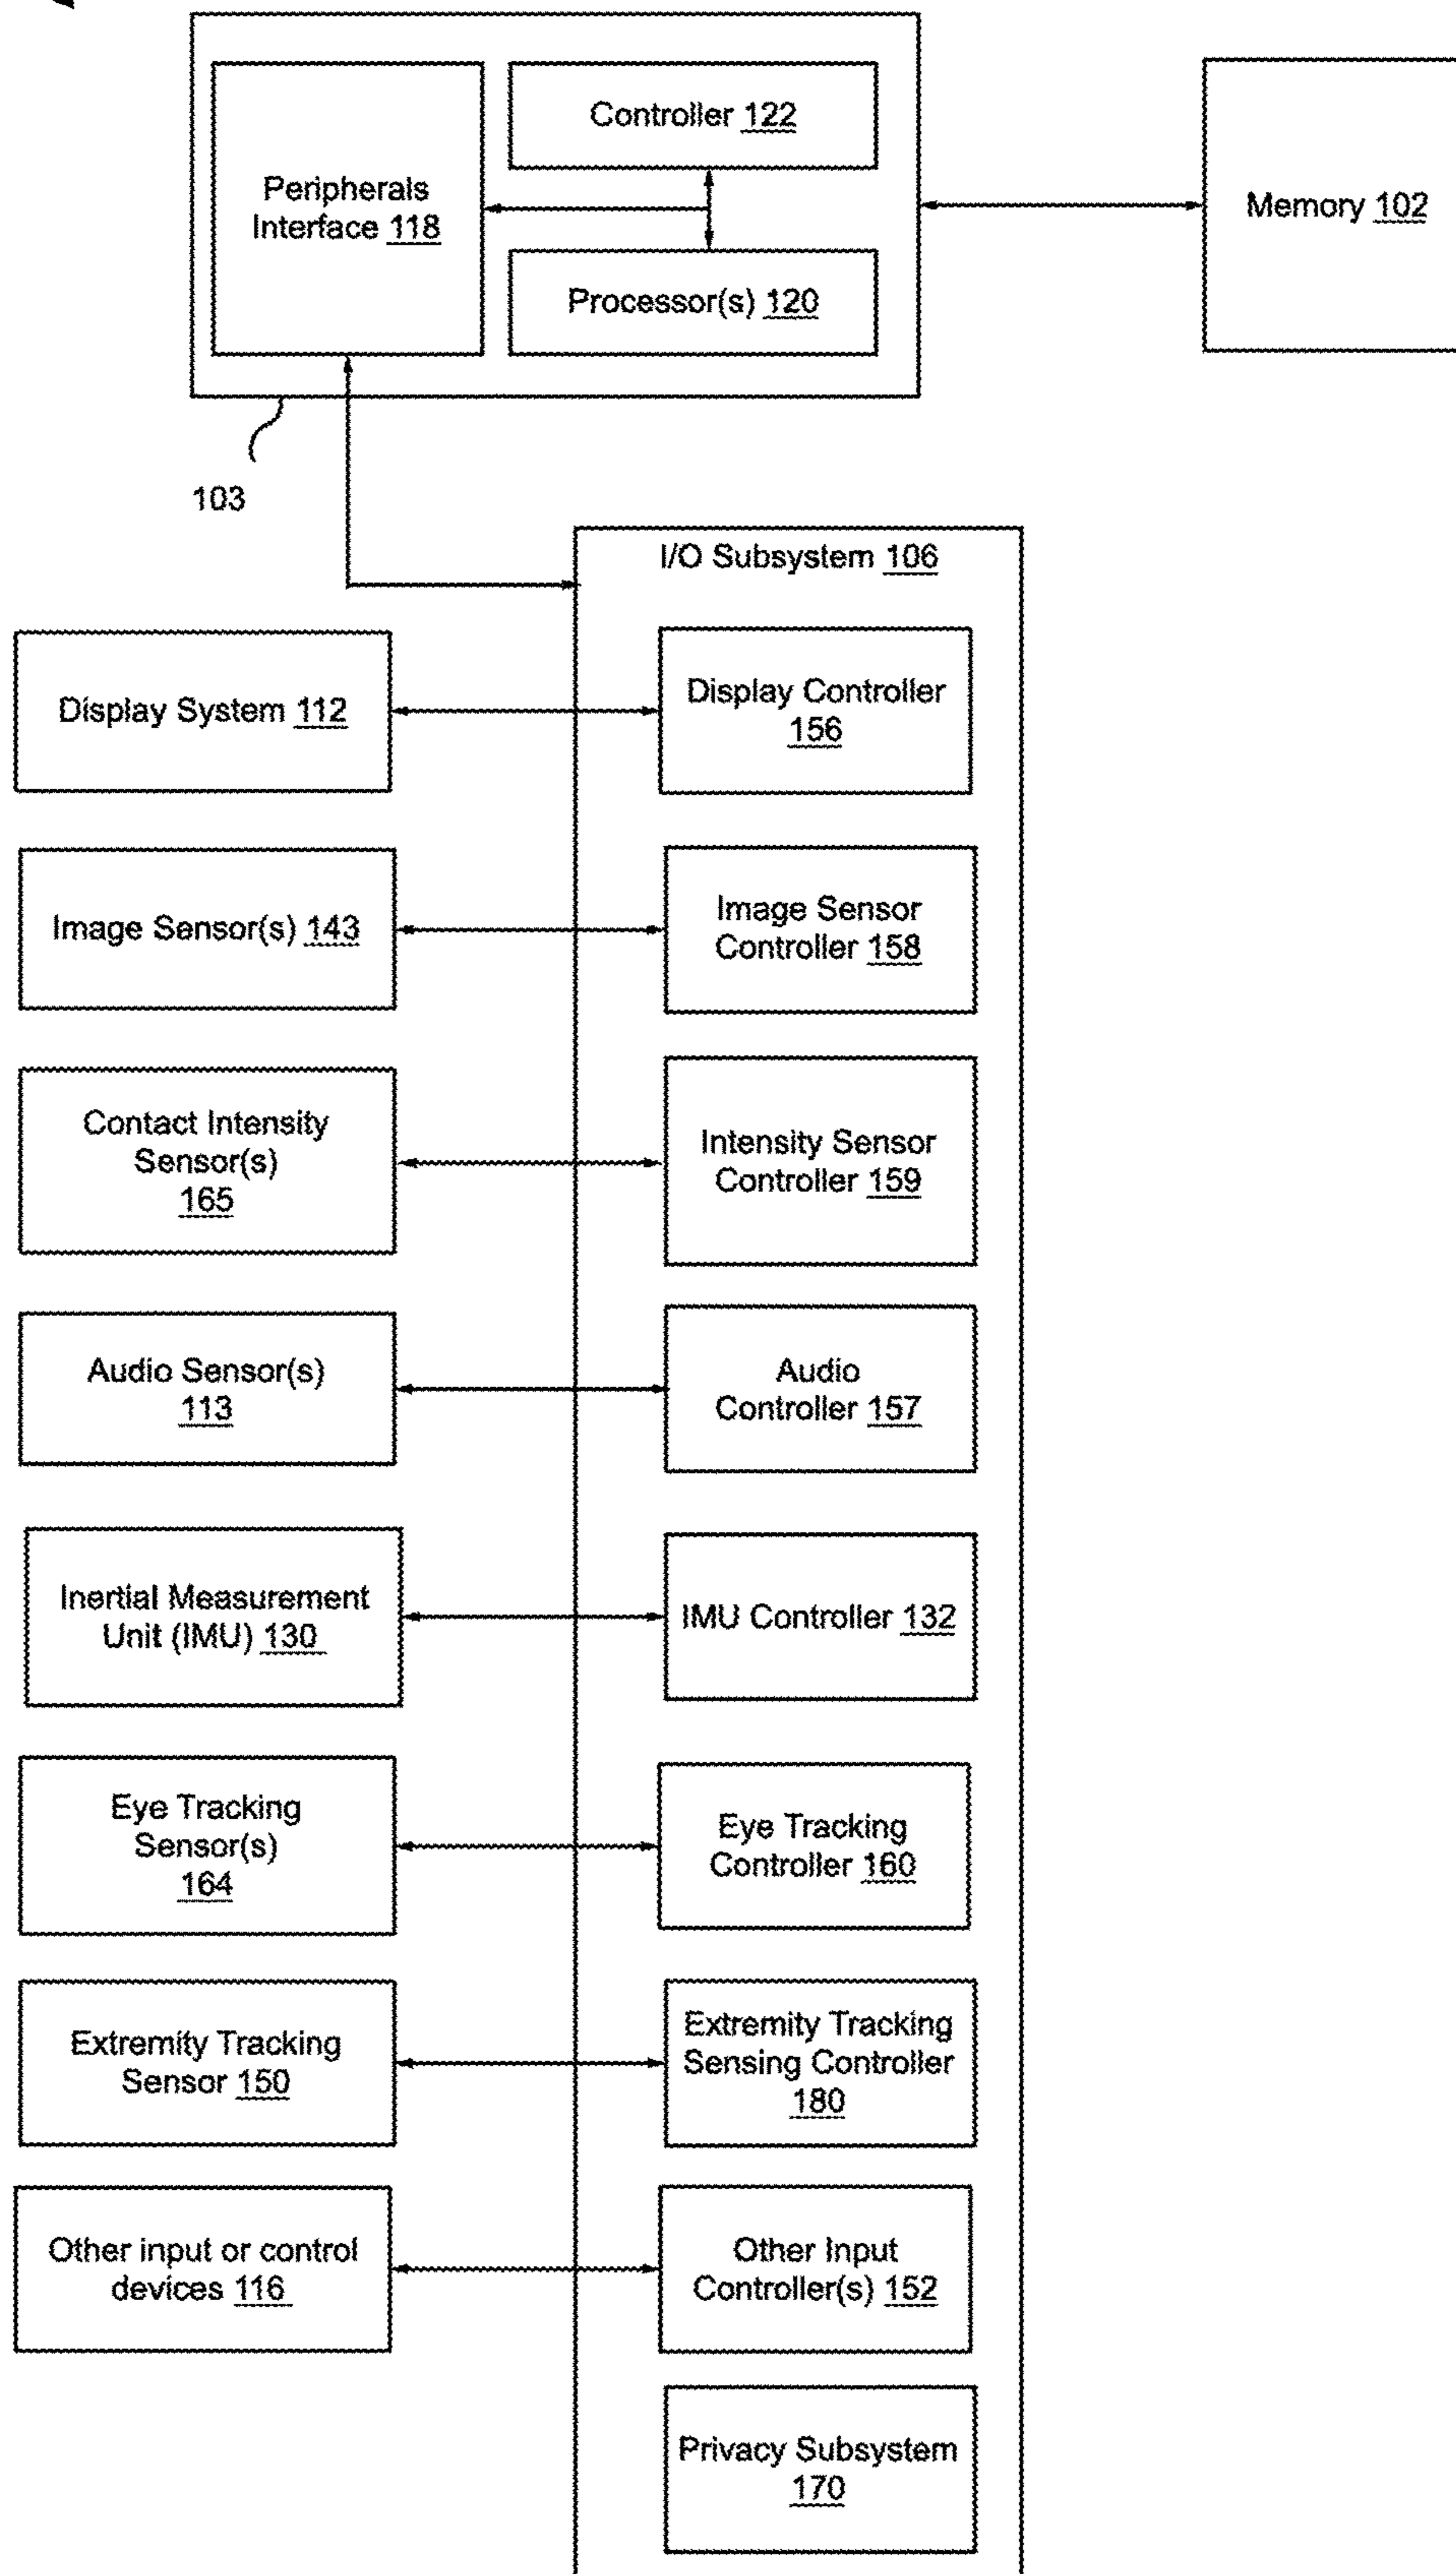 Controller 122
Peripherals
Interface 118
Processor(s) 120
Memory 102
103
I/O Subsystem 106
Display System 112
Display Controller
156
Image Sensor(s) 143
Image Sensor
Controller 158
Contact Intensity
Sensor(s)
165
Intensity Sensor
Controller 159
Audio Sensor(s)
113
Audio
Controller 157
Inertial Measurement
Unit (IMU) 130
IMU Controller 132
Eye Tracking
Sensor(s)
164
Eye Tracking
Controller 160
Extremity Tracking
Sensor 150
Extremity Tracking
Sensing Controller
180
Other input or control
devices 116
Other Input
Controller(s) 152
Privacy Subsystem
170